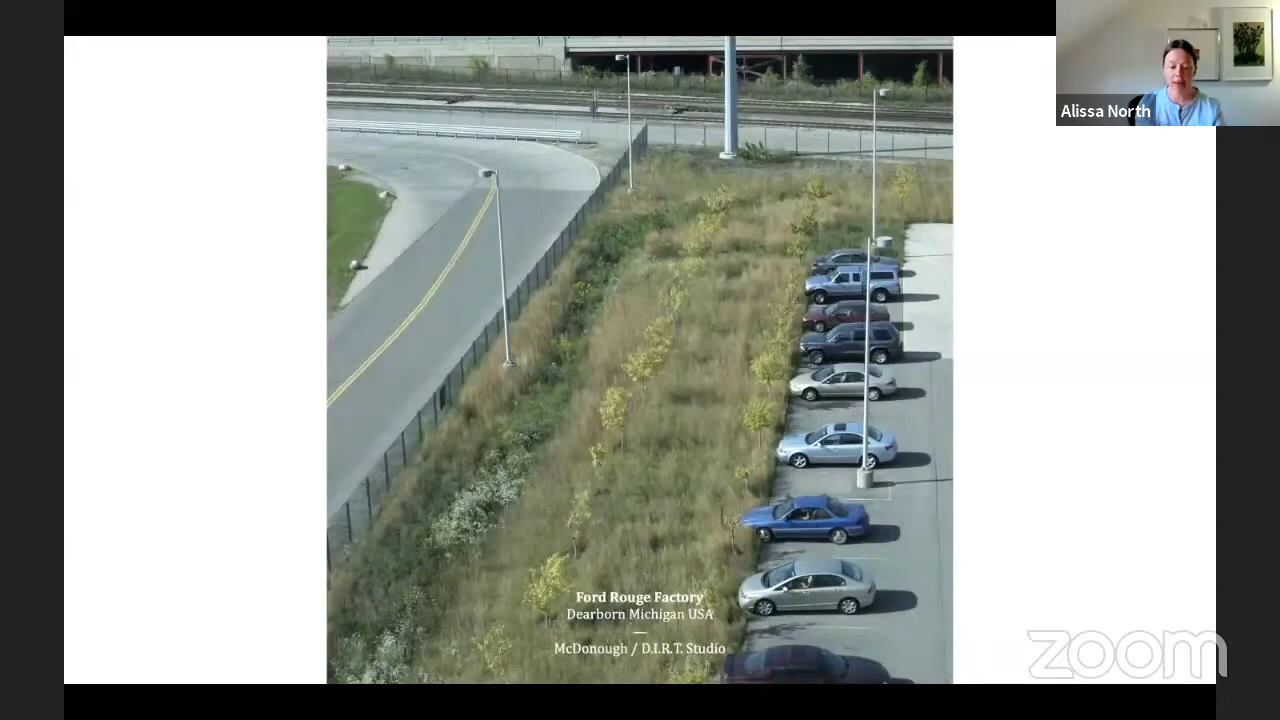 Alissa North
Ford Rouge Factory
Dearborn Michigan USA
McDonough / D.I.R.T. Studio
zoom